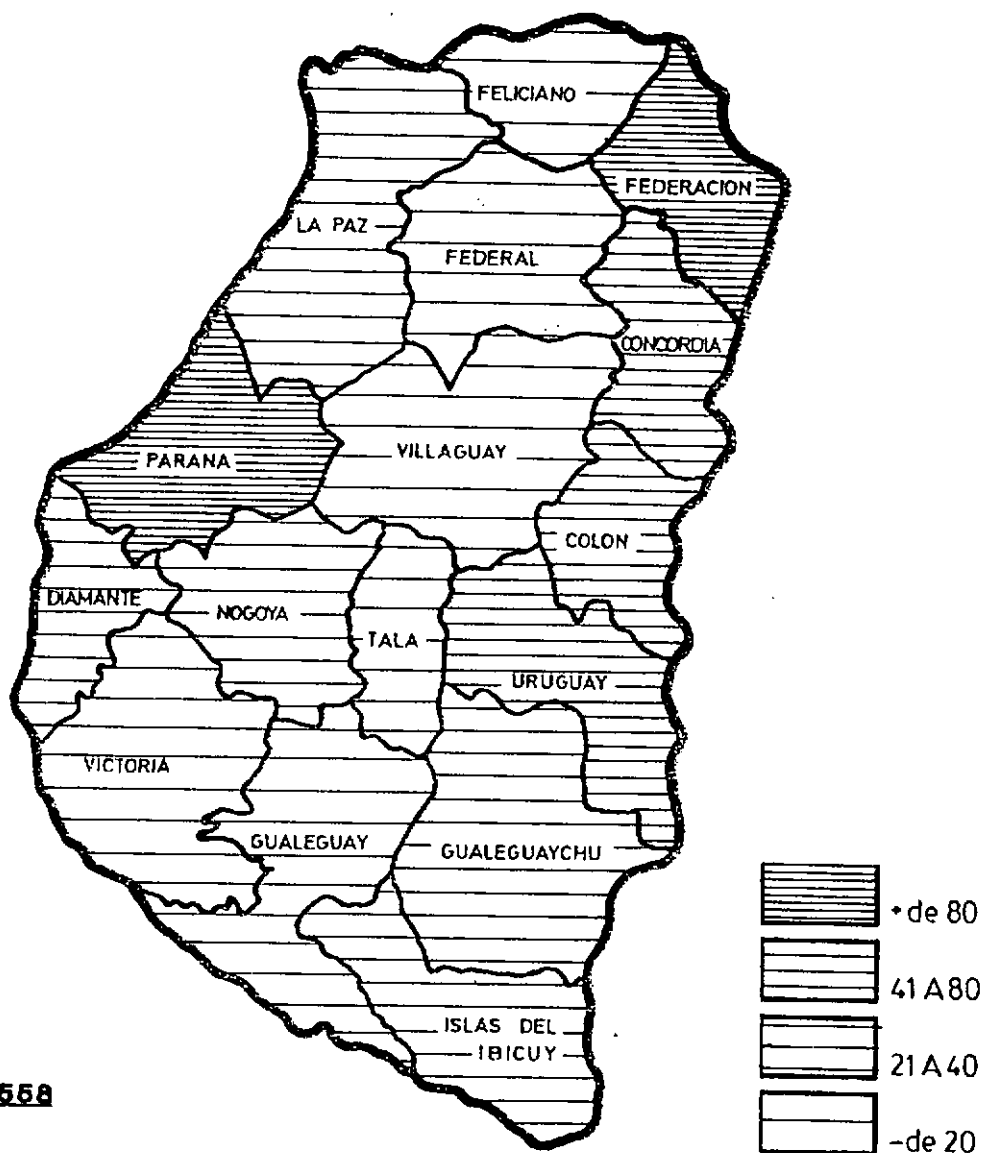 FELICIANO
FEDERACION
LA PAZ
FEDERAL
CONCORDIA
VILLAGUAY
PARANA
COLON
DIAMANTE
NOGOYA
TALA
URUGUAY
VICTORIA
GUALEGUAY
GUALEGUAYCHU
ISLAS DEL
IBICUY
+ de 80
41 A 80
21 A 40
- de 20
558